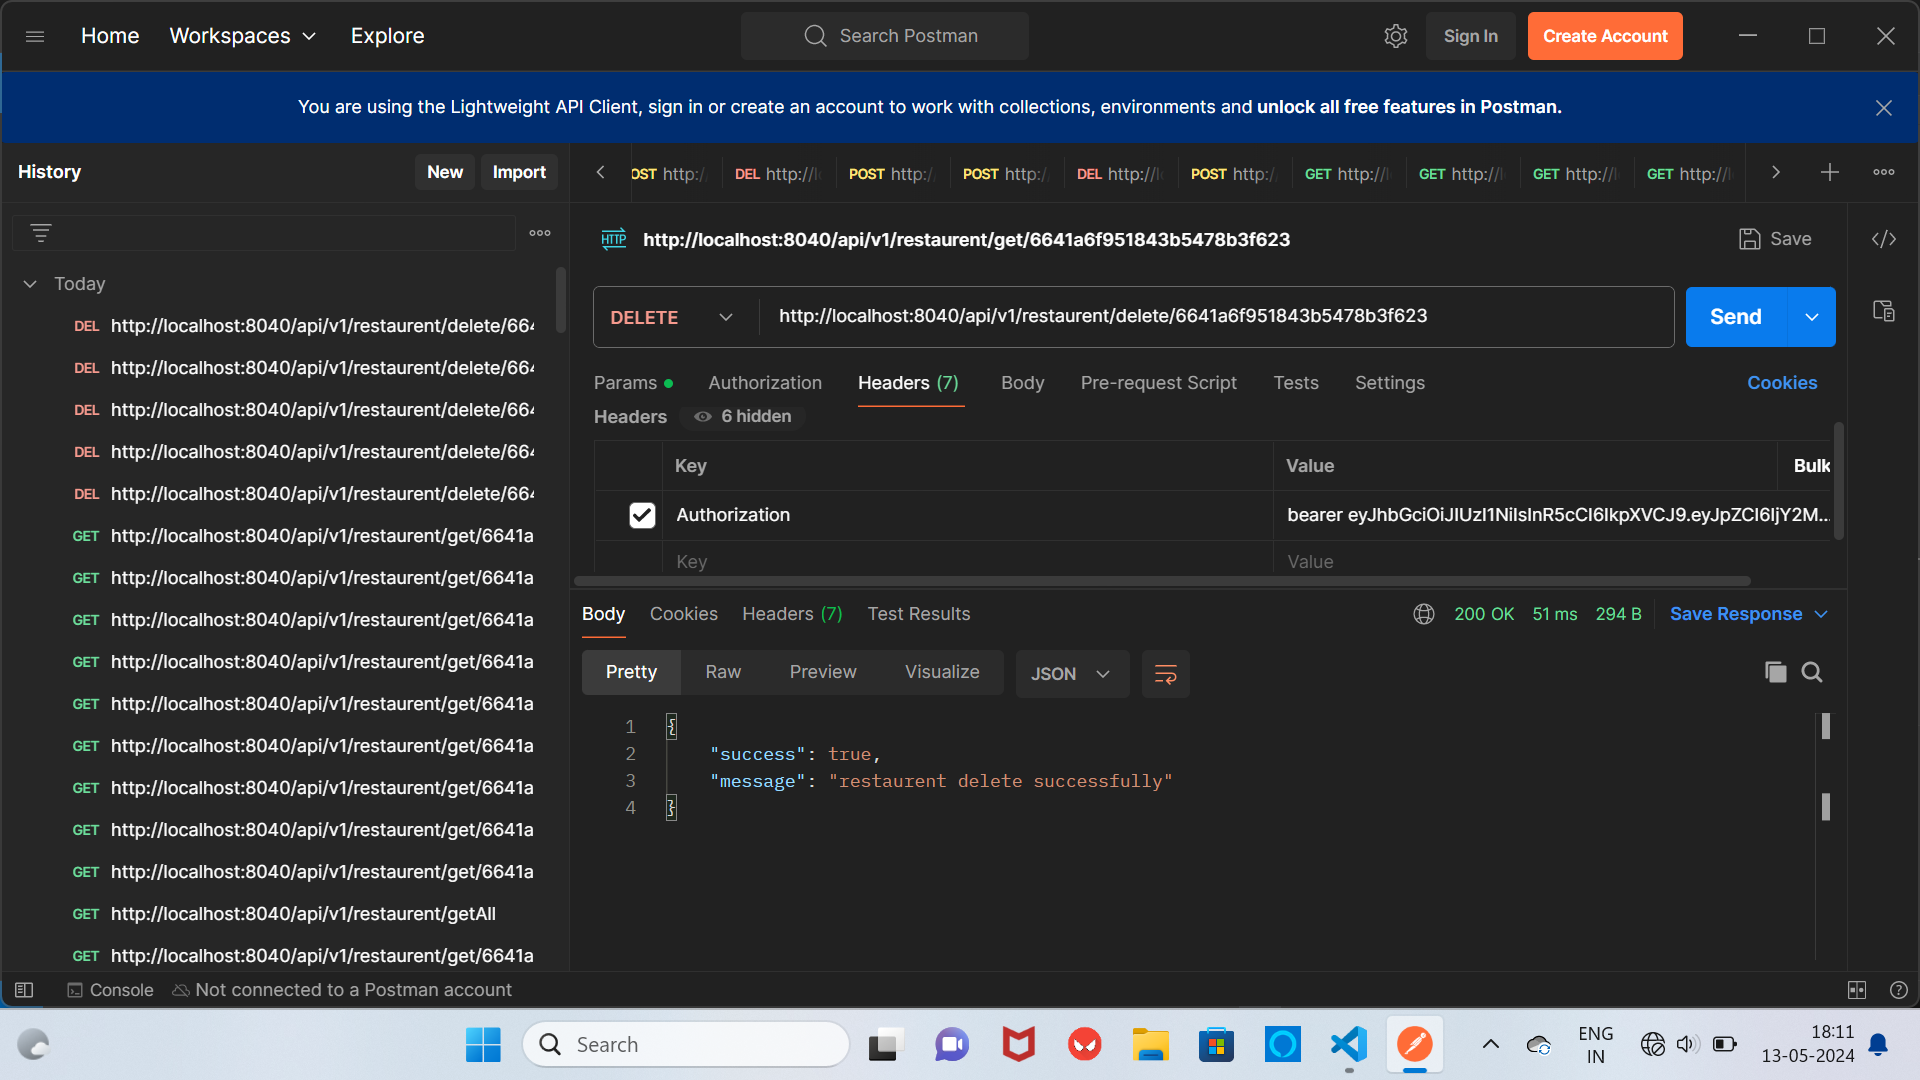 Home Workspaces Explore Search Postman Sign In Create Account
You are using the Lightweight API Client, sign in or create an account to work with collections, environments and unlock all free features in Postman.
History New Import
OST http:/ DEL http://l POST http:/ POST http:/ DEL http://l POST http:/ GET http://l GET http://l GET http://l GET http://l
HTTP http://localhost:8040/api/v1/restaurent/get/6641a6f951843b5478b3f623 Save
Today
DELETE http://localhost:8040/api/v1/restaurent/delete/6641a6f951843b5478b3f623 Send
DEL http://localhost:8040/api/v1/restaurent/delete/664
DEL http://localhost:8040/api/v1/restaurent/delete/664
DEL http://localhost:8040/api/v1/restaurent/delete/664
DEL http://localhost:8040/api/v1/restaurent/delete/664
DEL http://localhost:8040/api/v1/restaurent/delete/664
GET http://localhost:8040/api/v1/restaurent/get/6641a
GET http://localhost:8040/api/v1/restaurent/get/6641a
GET http://localhost:8040/api/v1/restaurent/get/6641a
GET http://localhost:8040/api/v1/restaurent/get/6641a
GET http://localhost:8040/api/v1/restaurent/get/6641a
GET http://localhost:8040/api/v1/restaurent/get/6641a
GET http://localhost:8040/api/v1/restaurent/get/6641a
GET http://localhost:8040/api/v1/restaurent/get/6641a
GET http://localhost:8040/api/v1/restaurent/get/6641a
GET http://localhost:8040/api/v1/restaurent/getAll
GET http://localhost:8040/api/v1/restaurent/get/6641a
Params Authorization Headers (7) Body Pre-request Script Tests Settings Cookies
Headers 6 hidden
Key Value Bulk
Authorization bearer eyJhbGciOiJIUzI1NiIsInR5cCI6IkpXVCJ9.eyJpZCI6IjY2M...
Key Value
Body Cookies Headers (7) Test Results 200 OK 51 ms 294 B Save Response
Pretty Raw Preview Visualize JSON
1 {
2 "success": true,
3 "message": "restaurent delete successfully"
4 }
Console Not connected to a Postman account
Search
ENG
IN
18:11
13-05-2024